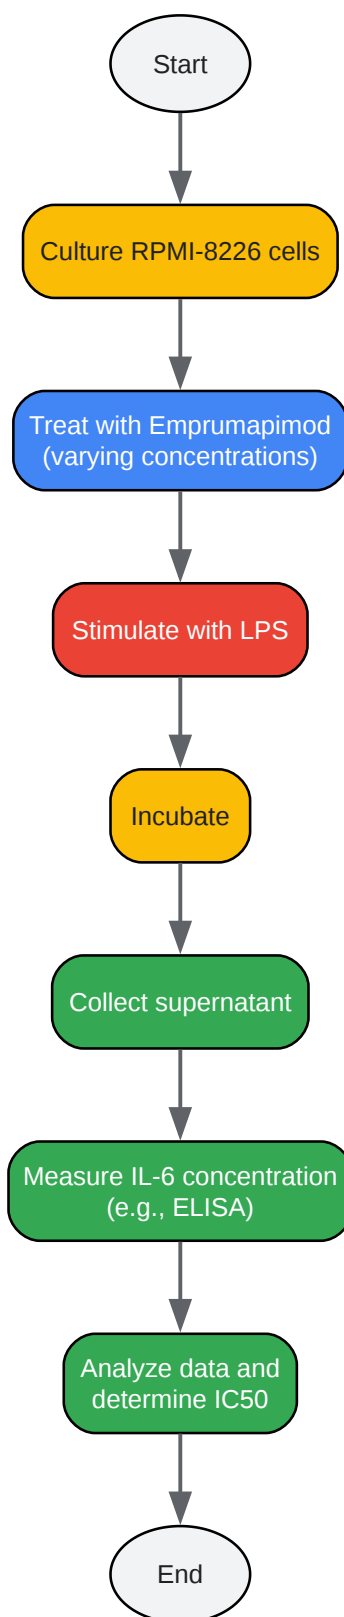 Start
Culture RPMI-8226 cells
Treat with Emprumapimod
(varying concentrations)
Stimulate with LPS
Incubate
Collect supernatant
Measure IL-6 concentration
(e.g., ELISA)
Analyze data and
determine IC50
End